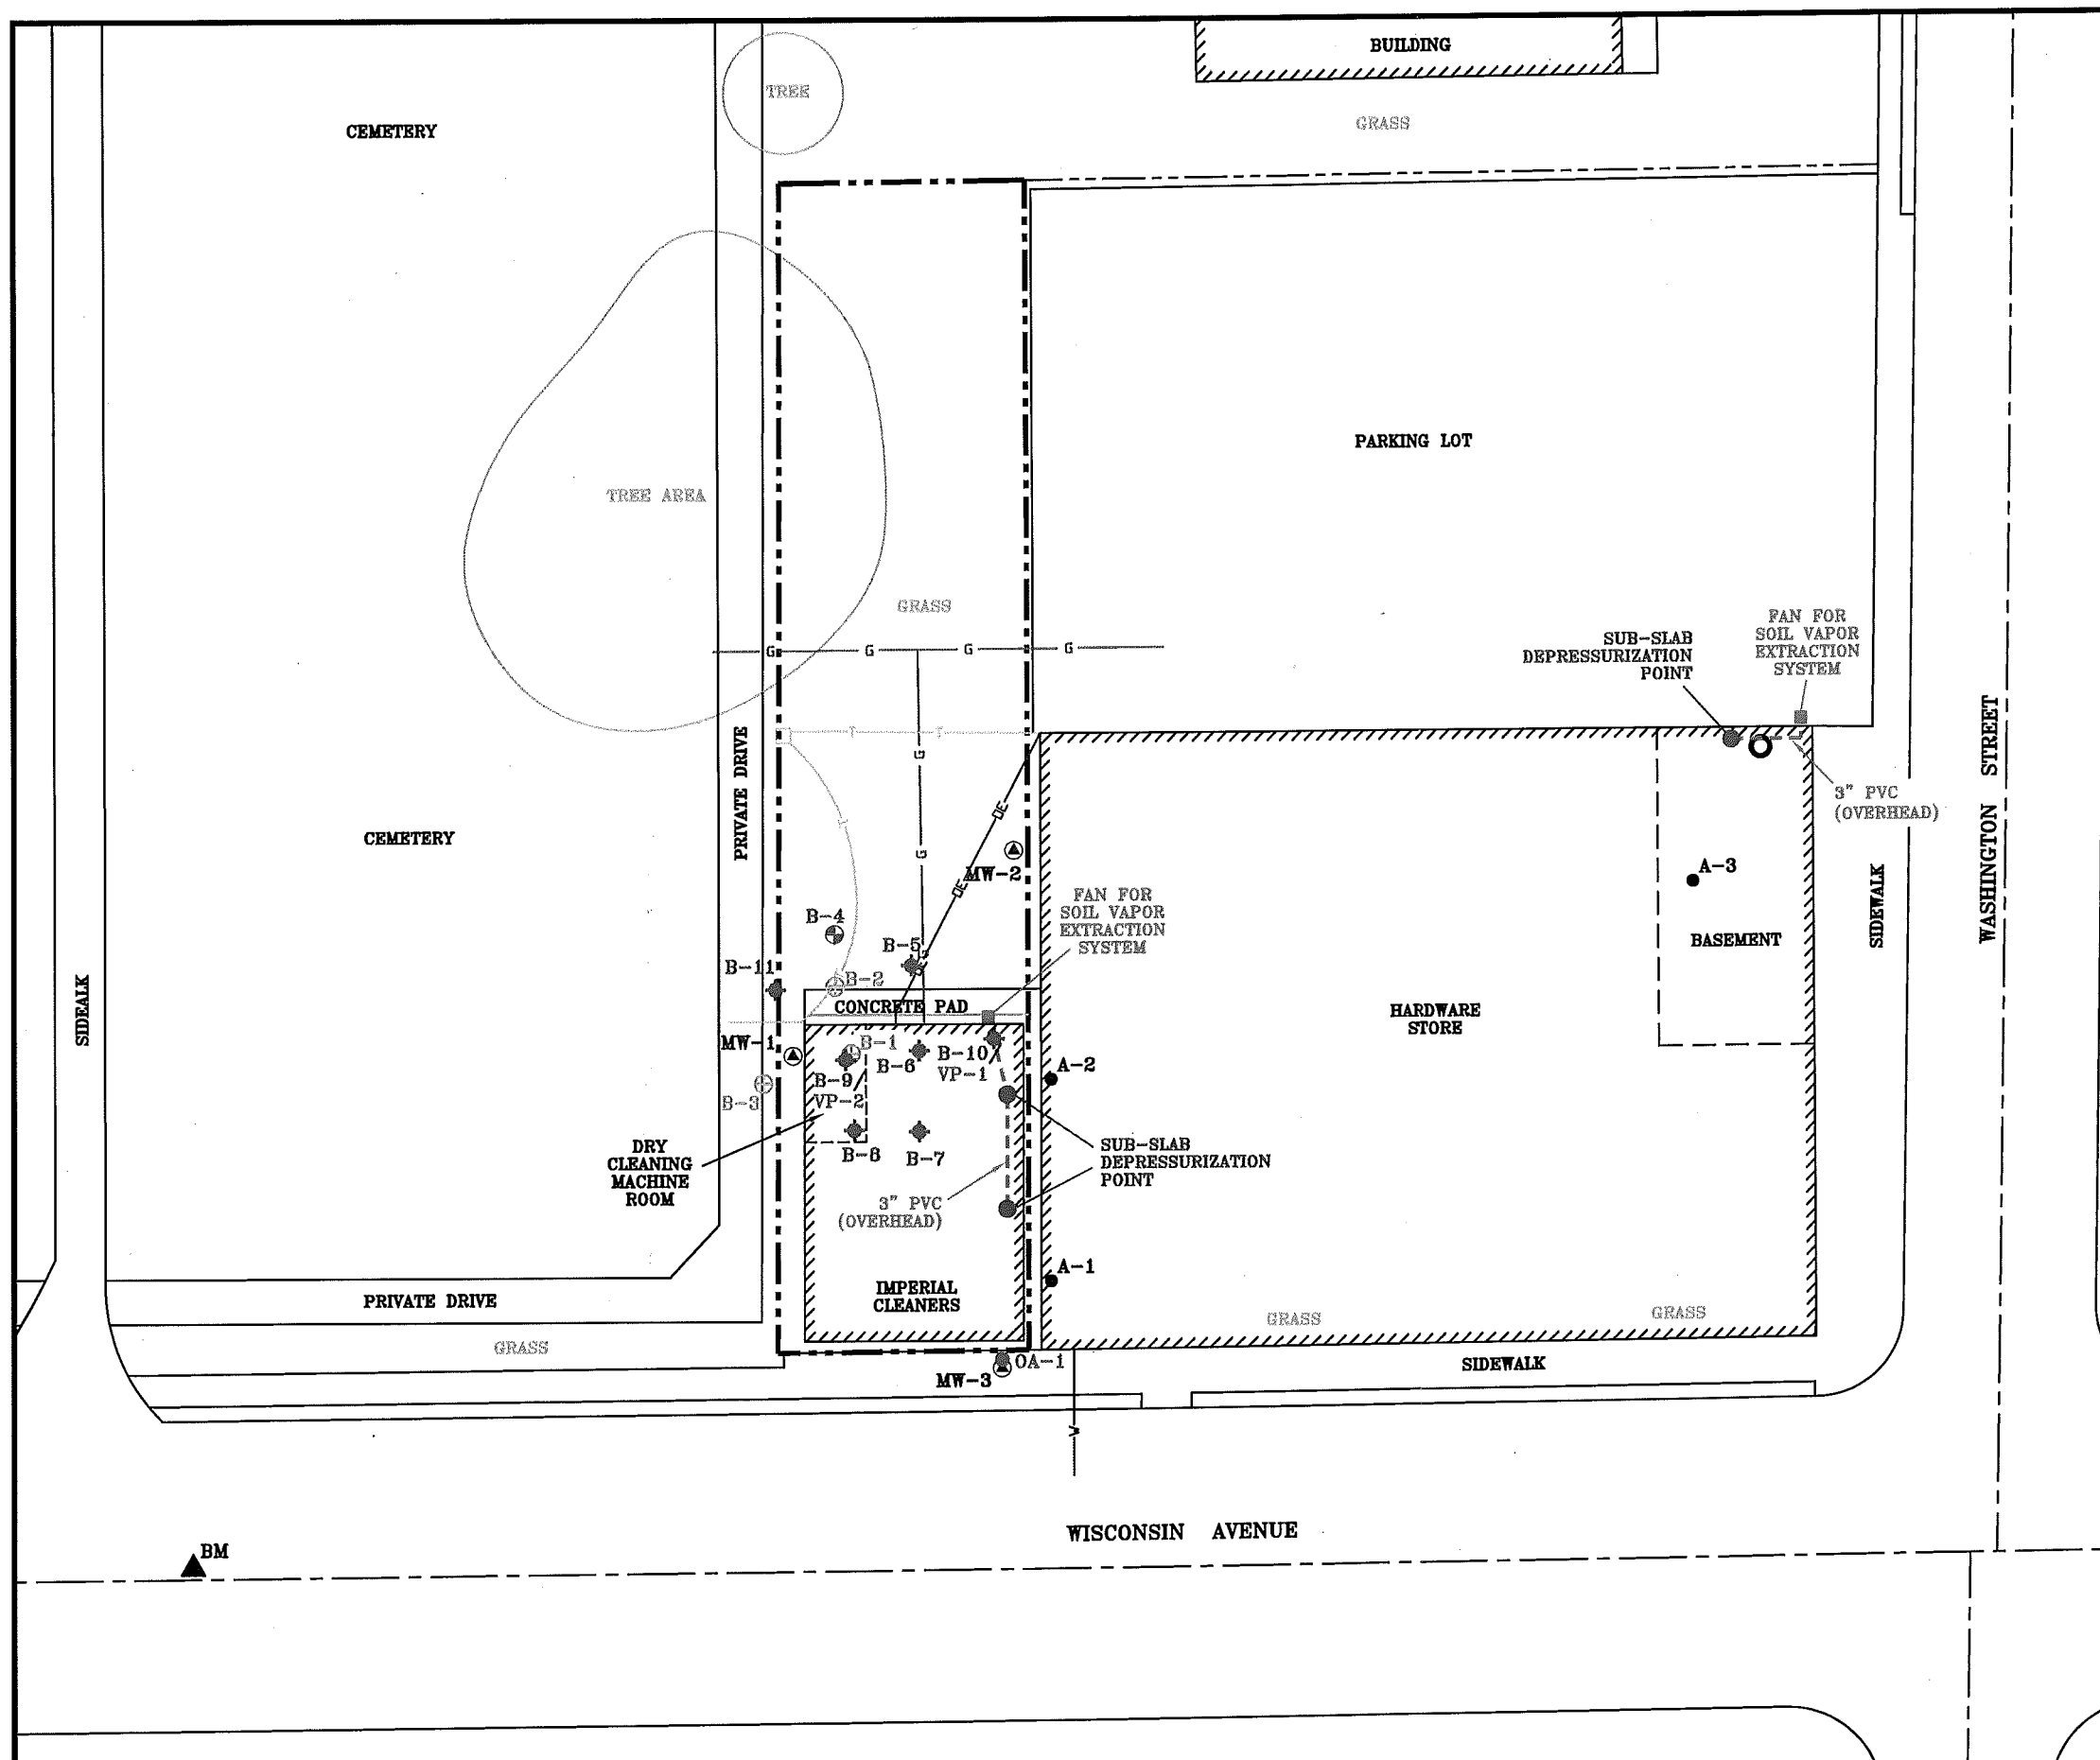 BUILDING
TREE
CEMETERY
GRASS
PARKING LOT
TREE AREA
GRASS
G
G
G
G
FAN FOR
SOIL VAPOR
EXTRACTION
SYSTEM
SUB-SLAB
DEPRESSURIZATION
POINT
T
T
G
PRIVATE DRIVE
WASHINGTON STREET
3" PVC
(OVERHEAD)
OE
T
CEMETERY
G
MW-2
A-3
OE
FAN FOR
SOIL VAPOR
EXTRACTION
SYSTEM
SIDEWALK
B-4
B-5
BASEMENT
B-11
B-2
SIDEALK
CONCRETE PAD
HARDWARE
STORE
MW-1
B-1
B-6
B-10/
VP-1
A-2
B-9/
VP-2
B-3
DRY
CLEANING
MACHINE
ROOM
B-8
B-7
SUB-SLAB
DEPRESSURIZATION
POINT
3" PVC
(OVERHEAD)
A-1
IMPERIAL
CLEANERS
PRIVATE DRIVE
GRASS
GRASS
GRASS
OA-1
MW-3
SIDEWALK
W
WISCONSIN AVENUE
BM